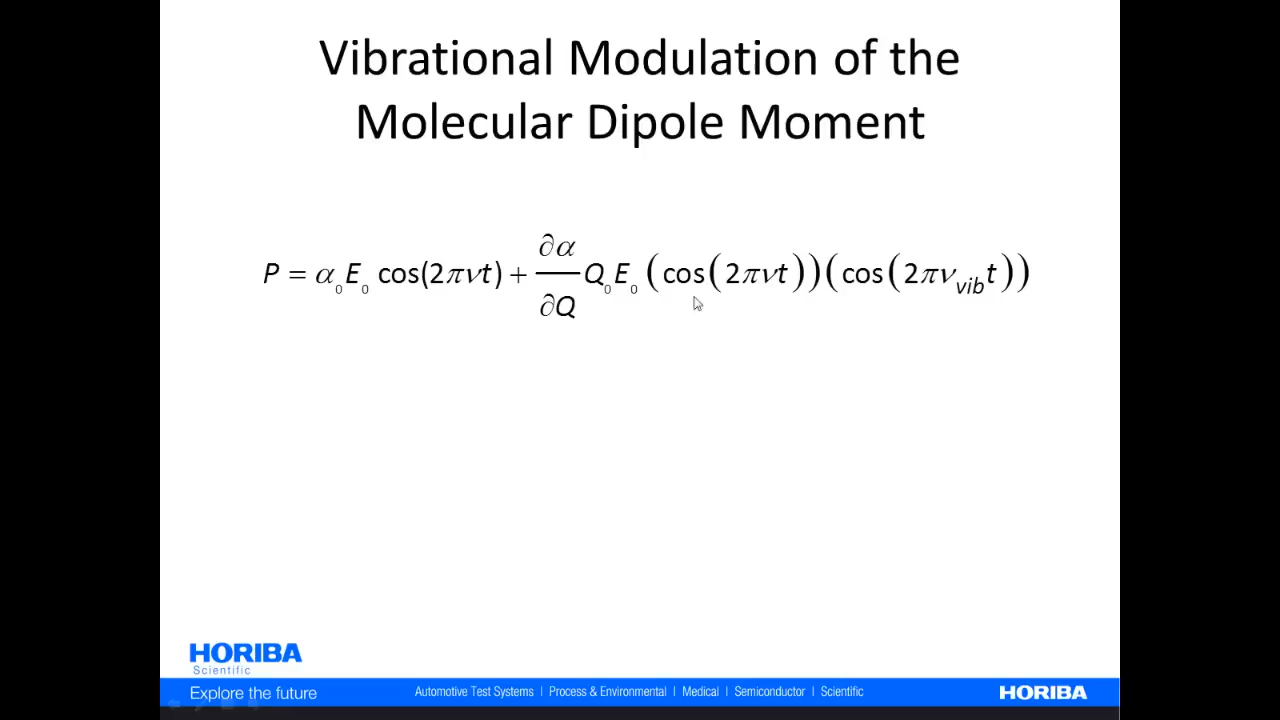 Vibrational Modulation of the
Molecular Dipole Moment
P = α₀E₀ cos(2πνt) + ∂α/∂Q Q₀E₀ (cos(2πνt))(cos(2πν_vib t))
HORIBA
Scientific
Explore the future
Automotive Test Systems | Process & Environmental | Medical | Semiconductor | Scientific
HORIBA